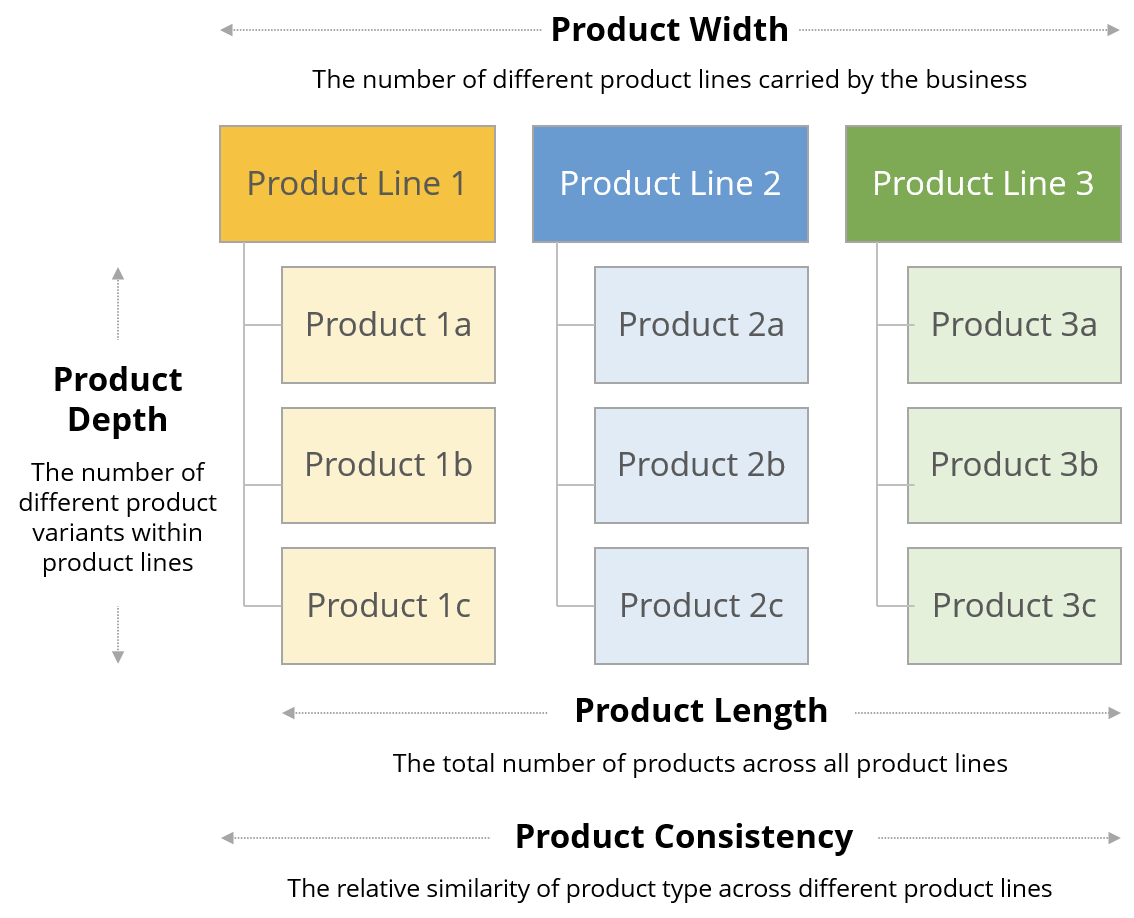 Product Width
The number of different product lines carried by the business
Product Line 1
Product Line 2
Product Line 3
Product 1a
Product 2a
Product 3a
Product
Depth
The number of
different product
variants within
product lines
Product 1b
Product 2b
Product 3b
Product 1c
Product 2c
Product 3c
Product Length
The total number of products across all product lines
Product Consistency
The relative similarity of product type across different product lines